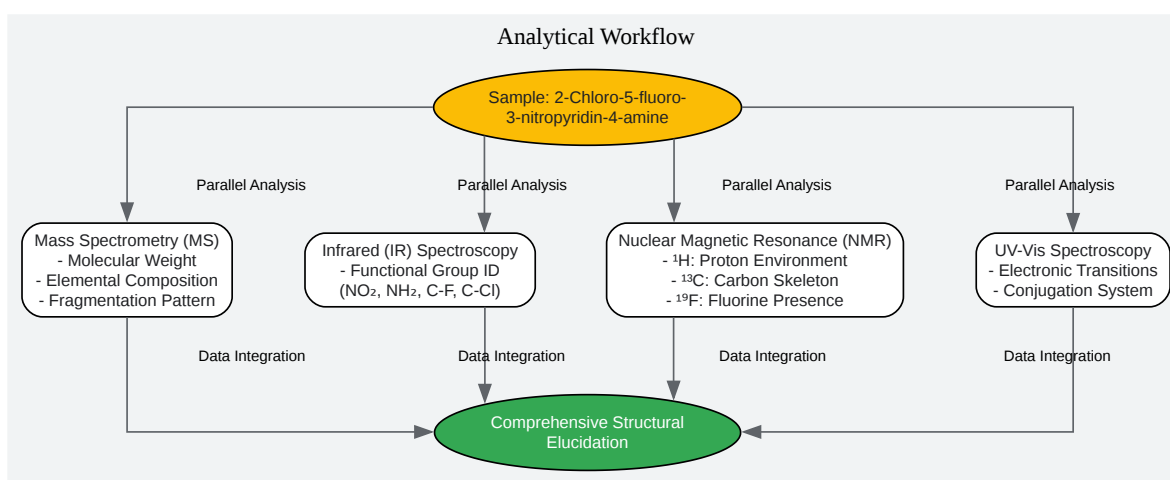 Analytical Workflow
Sample: 2-Chloro-5-fluoro-
3-nitropyridin-4-amine
Parallel Analysis
Parallel Analysis
Parallel Analysis
Parallel Analysis
Mass Spectrometry (MS)
- Molecular Weight
- Elemental Composition
- Fragmentation Pattern
Infrared (IR) Spectroscopy
- Functional Group ID
(NO₂, NH₂, C-F, C-Cl)
Nuclear Magnetic Resonance (NMR)
- ¹H: Proton Environment
- ¹³C: Carbon Skeleton
- ¹⁹F: Fluorine Presence
UV-Vis Spectroscopy
- Electronic Transitions
- Conjugation System
Data Integration
Data Integration
Data Integration
Data Integration
Comprehensive Structural
Elucidation